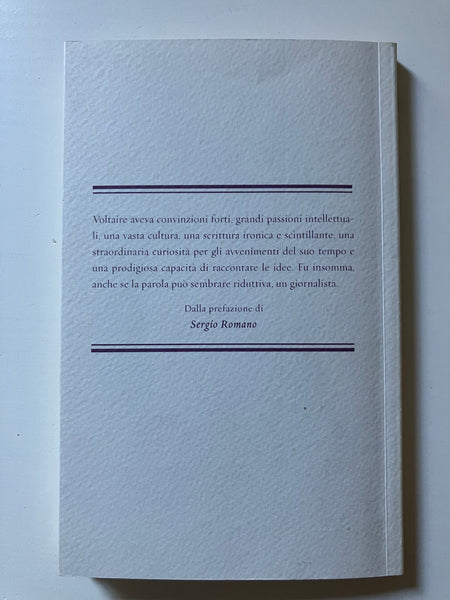 Voltaire aveva convinzioni forti, grandi passioni intellettua-
li, una vasta cultura, una scrittura ironica e scintillante, una
straordinaria curiosità per gli avvenimenti del suo tempo e
una prodigiosa capacità di raccontare le idee. Fu insomma,
anche se la parola può sembrare riduttiva, un giornalista.
Dalla prefazione di
Sergio Romano